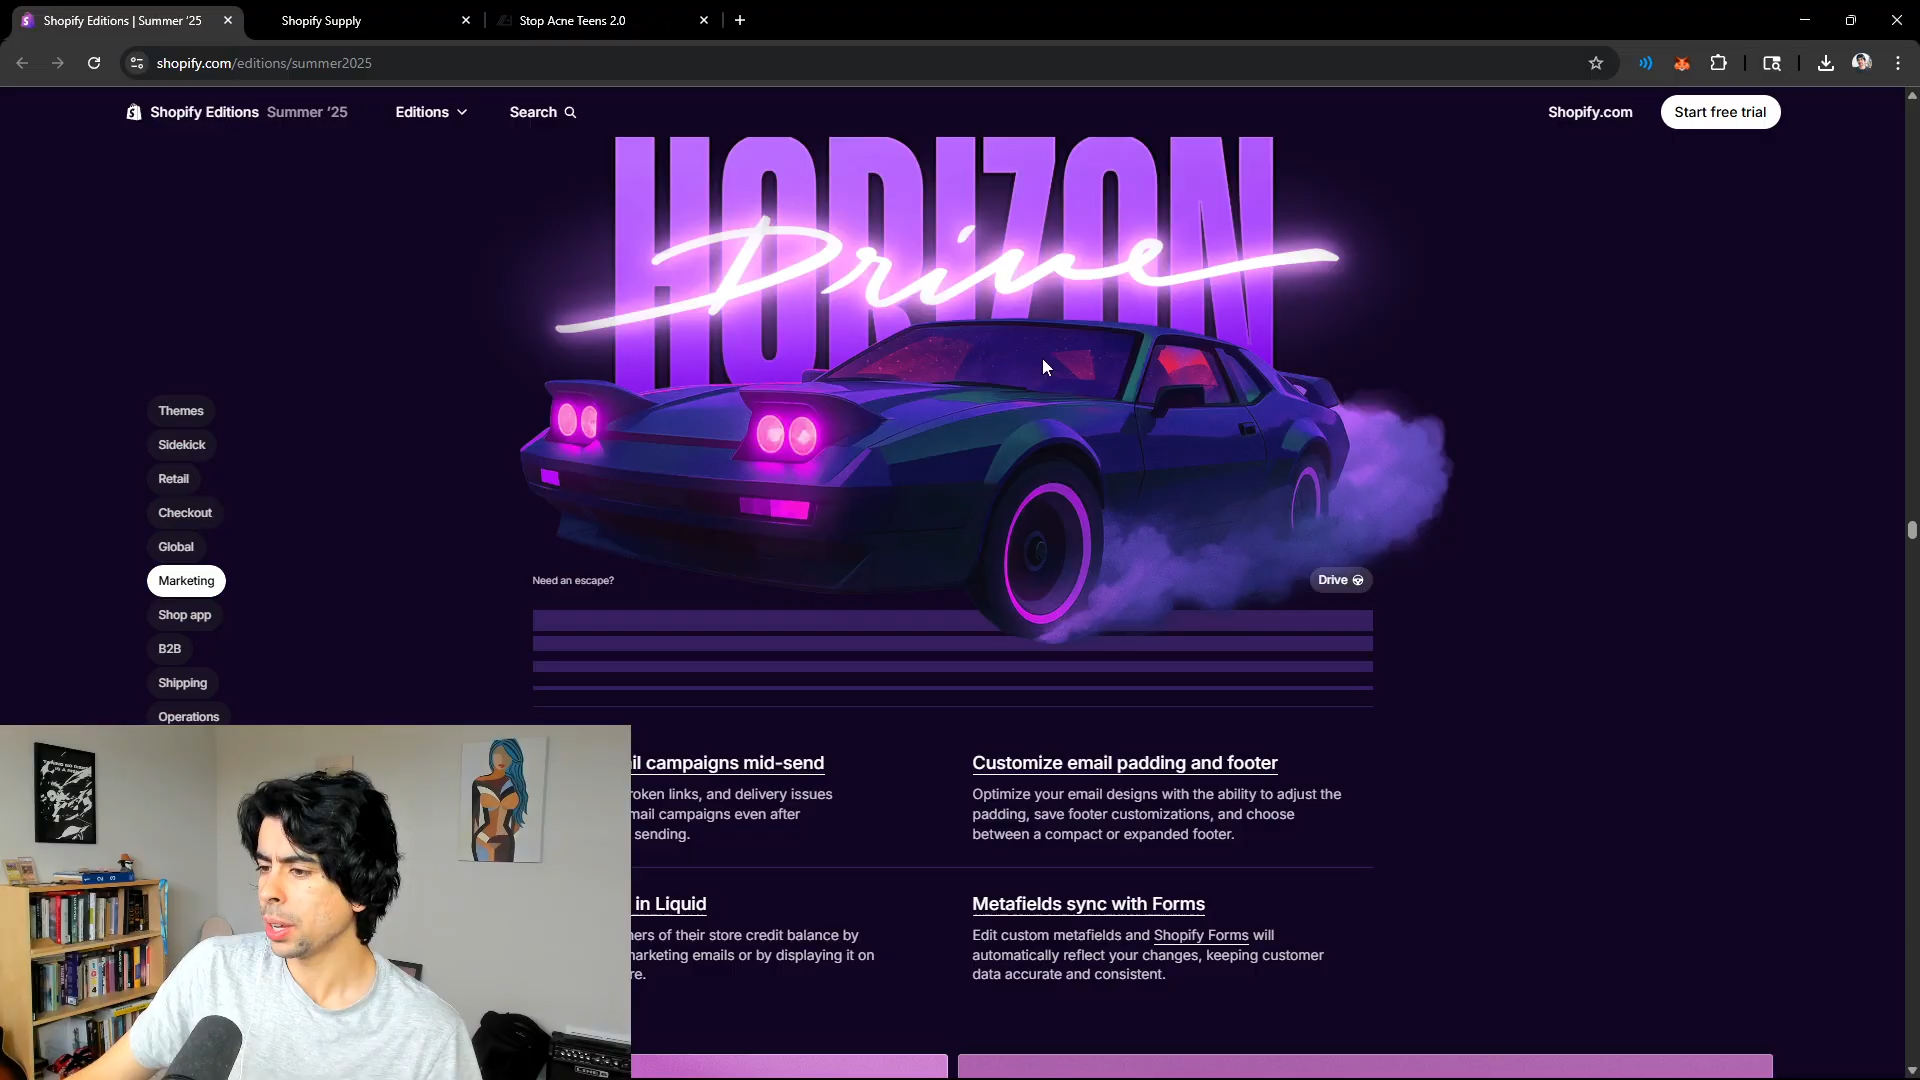 Shopify Editions | Summer '25
Shopify Supply
Stop Acne Teens 2.0
shopify.com/editions/summer2025
Shopify Editions Summer '25
Editions
Search
Shopify.com
Start free trial
HORIZON
Drive
Themes
Sidekick
Retail
Checkout
Global
Marketing
Shop app
B2B
Shipping
Operations
Need an escape?
Drive
il campaigns mid-send
roken links, and delivery issues
mail campaigns even after
sending.
Customize email padding and footer
Optimize your email designs with the ability to adjust the
padding, save footer customizations, and choose
between a compact or expanded footer.
in Liquid
ers of their store credit balance by
narketing emails or by displaying it on
re.
Metafields sync with Forms
Edit custom metafields and Shopify Forms will
automatically reflect your changes, keeping customer
data accurate and consistent.